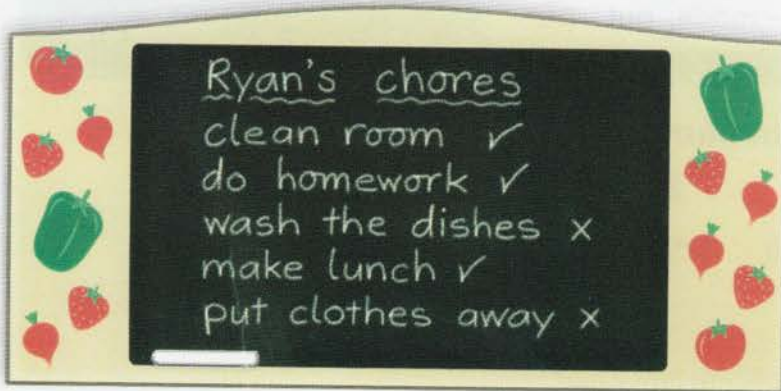 Ryan's chores
clean room ✓
do homework ✓
wash the dishes x
make lunch ✓
put clothes away x